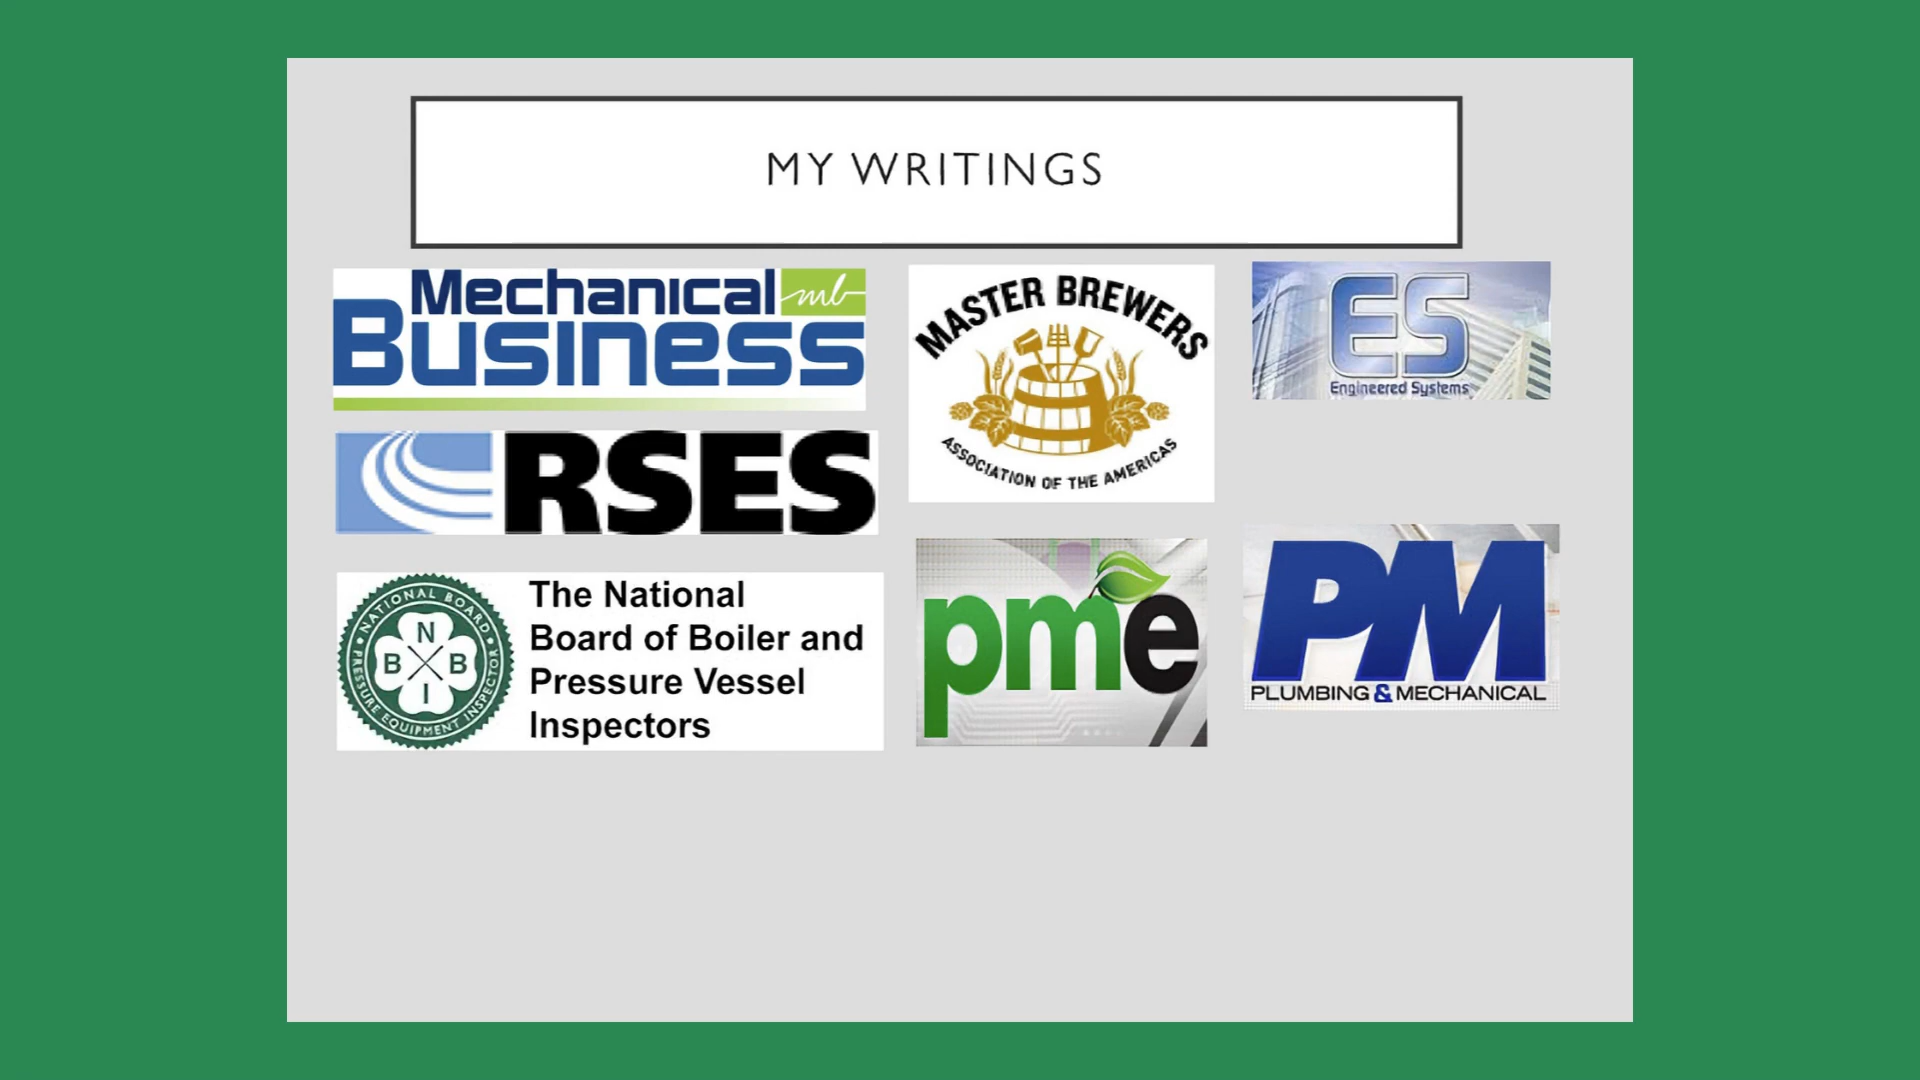 MY WRITINGS
Mechanical mb
Business
MASTER BREWERS
ASSOCIATION OF THE AMERICAS
ES
Engineered Systems
RSES
NATIONAL BOARD
PRESSURE EQUIPMENT INSPECTOR
N
B B
I
The National
Board of Boiler and
Pressure Vessel
Inspectors
pme
PM
PLUMBING & MECHANICAL